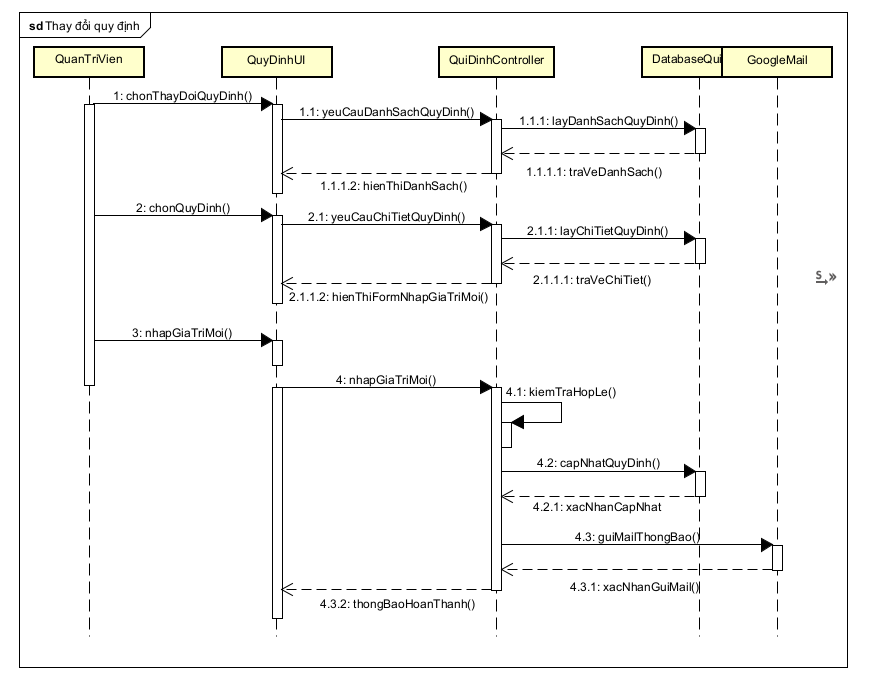 sd Thay đổi quy định
QuanTriVien
QuyDinhUI
QuiDinhController
DatabaseQui
GoogleMail
1: chonThayDoiQuyDinh()
1.1: yeuCauDanhSachQuyDinh()
1.1.1: layDanhSachQuyDinh()
1.1.1.1: traVeDanhSach()
1.1.1.2: hienThiDanhSach()
2: chonQuyDinh()
2.1: yeuCauChiTietQuyDinh()
2.1.1: layChiTietQuyDinh()
2.1.1.1: traVeChiTiet()
2.1.1.2: hienThiFormNhapGiaTriMoi()
S »
3: nhapGiaTriMoi()
4: nhapGiaTriMoi()
4.1: kiemTraHopLe()
4.2: capNhatQuyDinh()
4.2.1: xacNhanCapNhat
4.3: guiMailThongBao()
4.3.1: xacNhanGuiMail()
4.3.2: thongBaoHoanThanh()